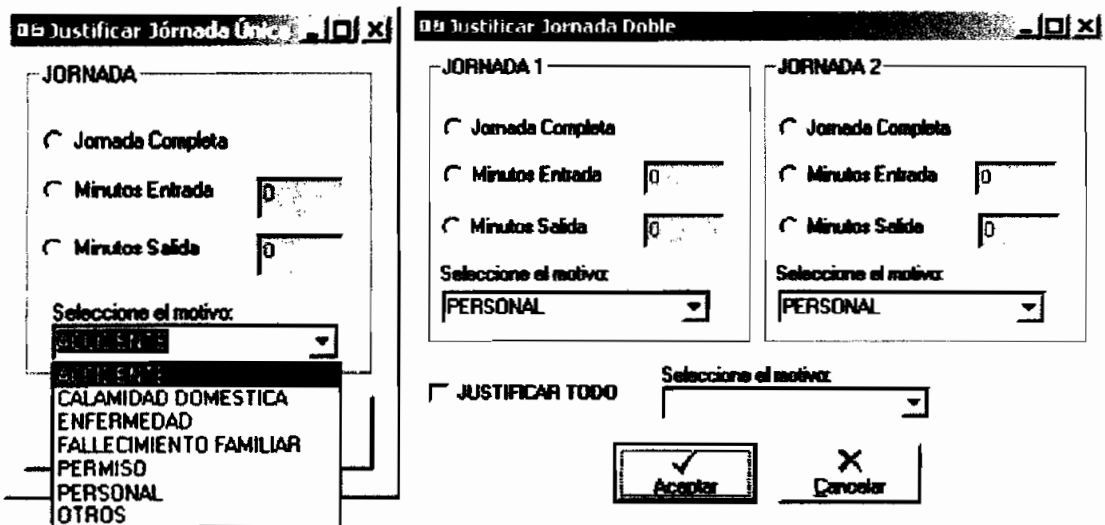 Justificar Jórnada Única
JORNADA
Jornada Completa
Minutos Entrada 0
Minutos Salida 0
Seleccione el motivo:
ACCIDENTE
ACCIDENTE
CALAMIDAD DOMESTICA
ENFERMEDAD
FALLECIMIENTO FAMILIAR
PERMISO
PERSONAL
OTROS
Justificar Jornada Doble
JORNADA 1
Jornada Completa
Minutos Entrada 0
Minutos Salida 0
Seleccione el motivo:
PERSONAL
JORNADA 2
Jornada Completa
Minutos Entrada 0
Minutos Salida 0
Seleccione el motivo:
PERSONAL
JUSTIFICAR TODO
Seleccione el motivo:
Aceptar
Cancelar